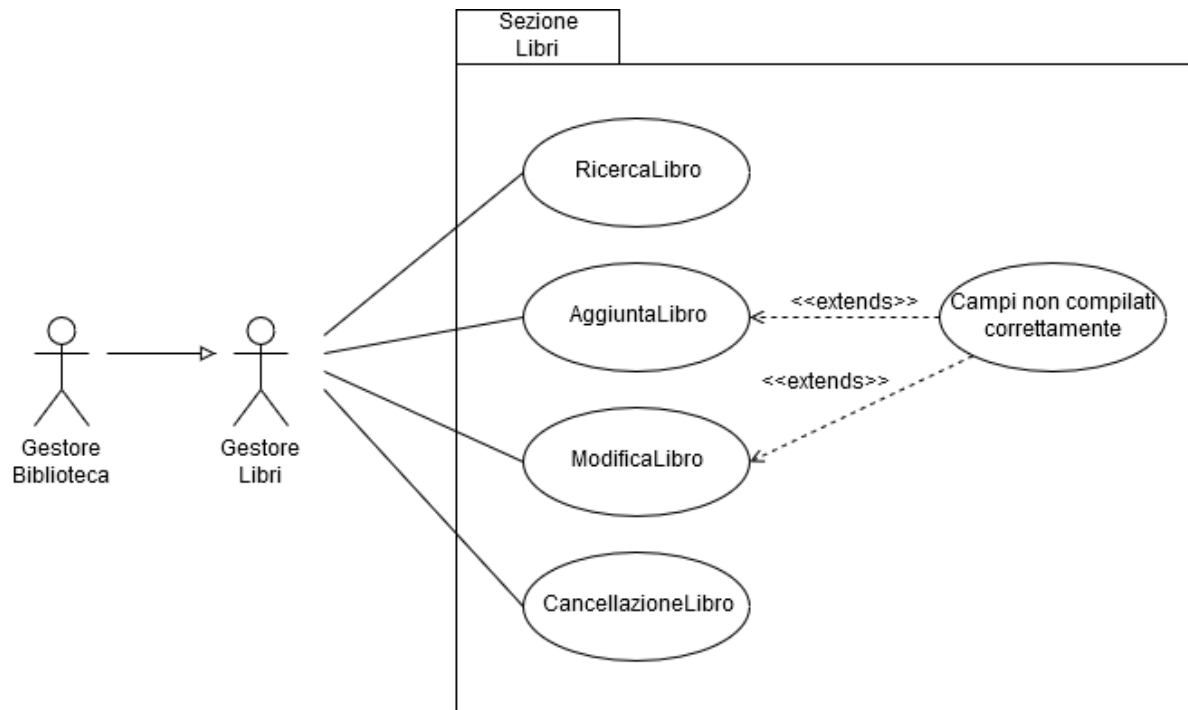 Sezione
Libri
RicercaLibro
AggiuntaLibro
<<extends>>
Campi non compilati
correttamente
<<extends>>
ModificaLibro
CancellazioneLibro
Gestore
Biblioteca
Gestore
Libri